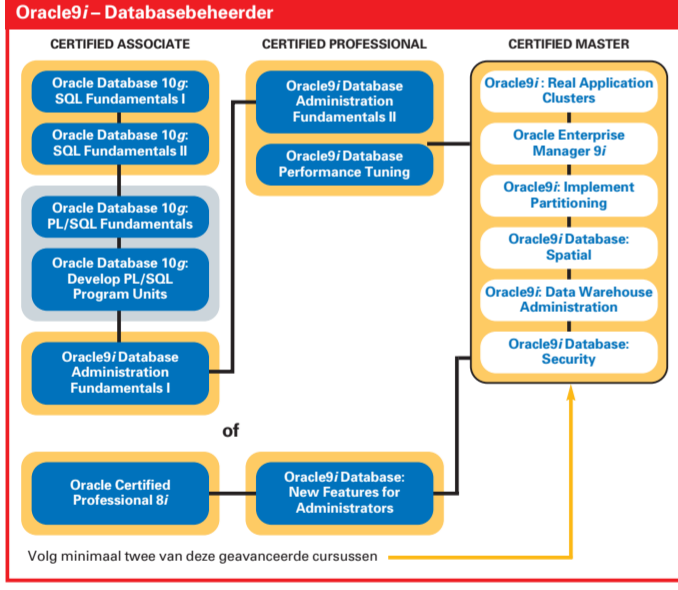 Oracle9i – Databasebeheerder
CERTIFIED ASSOCIATE
Oracle Database 10g:
SQL Fundamentals I
Oracle Database 10g:
SQL Fundamentals II
Oracle Database 10g:
PL/SQL Fundamentals
Oracle Database 10g:
Develop PL/SQL
Program Units
Oracle9i Database
Administration
Fundamentals I
CERTIFIED PROFESSIONAL
Oracle9i Database
Administration
Fundamentals II
Oracle9i Database
Performance Tuning
CERTIFIED MASTER
Oracle9i: Real Application
Clusters
Oracle Enterprise
Manager 9i
Oracle9i: Implement
Partitioning
Oracle9i Database:
Spatial
Oracle9i: Data Warehouse
Administration
Oracle9i Database:
Security
of
Oracle Certified
Professional 8i
Oracle9i Database:
New Features for
Administrators
Volg minimaal twee van deze geavanceerde cursussen